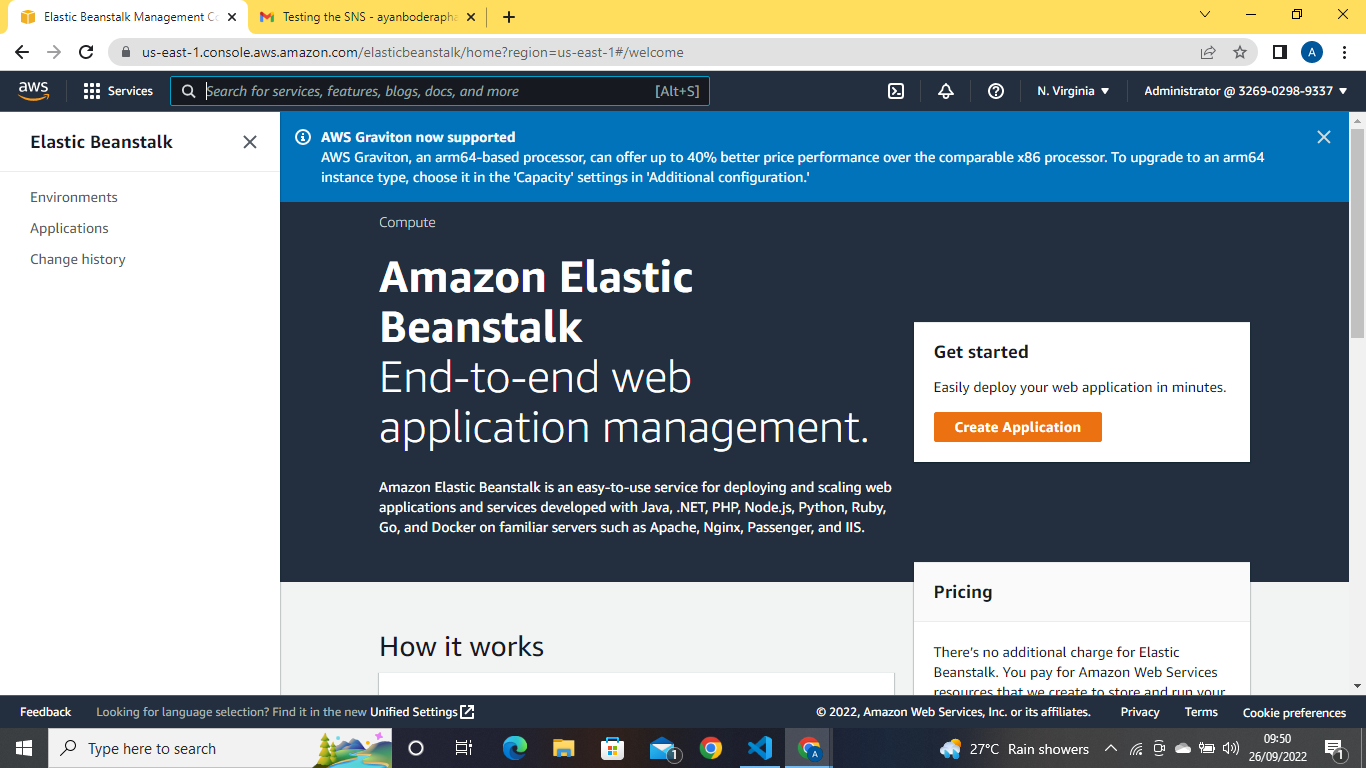 Elastic Beanstalk Management Co
Testing the SNS - ayanboderapha
us-east-1.console.aws.amazon.com/elasticbeanstalk/home?region=us-east-1#/welcome
A
aws
Services
Search for services, features, blogs, docs, and more
[Alt+S]
N. Virginia
Administrator @ 3269-0298-9337
Elastic Beanstalk
Environments
Applications
Change history
AWS Graviton now supported
AWS Graviton, an arm64-based processor, can offer up to 40% better price performance over the comparable x86 processor. To upgrade to an arm64
instance type, choose it in the 'Capacity' settings in 'Additional configuration.'
Compute
Amazon Elastic
Beanstalk
End-to-end web
application management.
Amazon Elastic Beanstalk is an easy-to-use service for deploying and scaling web
applications and services developed with Java, .NET, PHP, Node.js, Python, Ruby,
Go, and Docker on familiar servers such as Apache, Nginx, Passenger, and IIS.
Get started
Easily deploy your web application in minutes.
Create Application
Pricing
There's no additional charge for Elastic
Beanstalk. You pay for Amazon Web Services
resources that we create to store and run your
How it works
Feedback
Looking for language selection? Find it in the new Unified Settings
© 2022, Amazon Web Services, Inc. or its affiliates.
Privacy
Terms
Cookie preferences
Type here to search
1
A
27°C Rain showers
09:50
26/09/2022
1